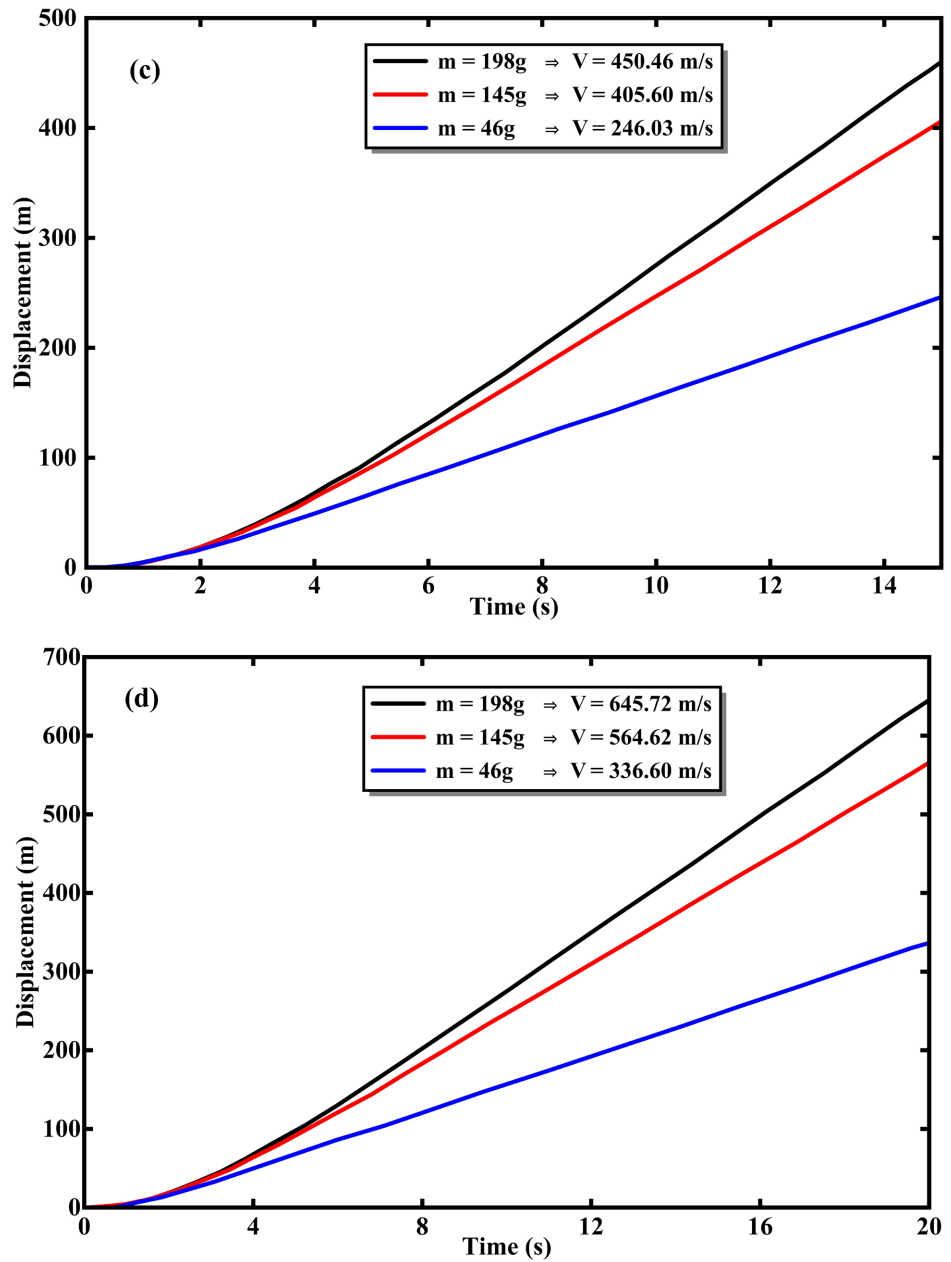 500
(c)
m = 198g ⇒ V = 450.46 m/s
m = 145g ⇒ V = 405.60 m/s
m = 46g ⇒ V = 246.03 m/s
400
300
200
100
0
Displacement (m)
0 2 4 6 8 10 12 14
Time (s)
700
(d)
m = 198g ⇒ V = 645.72 m/s
m = 145g ⇒ V = 564.62 m/s
m = 46g ⇒ V = 336.60 m/s
600
500
400
300
200
100
0
Displacement (m)
0 4 8 12 16 20
Time (s)